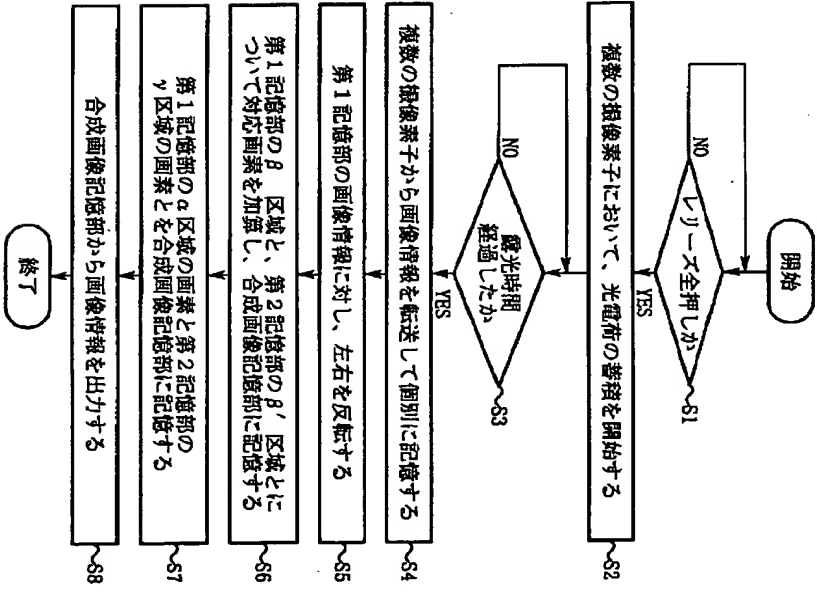 開始
レリーズ全押しか
S1
NO
YES
複数の撮像素子において、光電荷の蓄積を開始する
S2
露光時間
経過したか
S3
NO
YES
複数の撮像素子から画像情報を転送して個別に記憶する
S4
第1記憶部の画像情報に対し、左右を反転する
S5
第1記憶部のβ 区域と、第2記憶部のβ′区域とに
ついて対応画素を加算し、合成画像記憶部に記憶する
S6
第1記憶部のα区域の画素と第2記憶部の
γ区域の画素とを合成画像記憶部に記憶する
S7
合成画像記憶部から画像情報を出力する
S8
終了